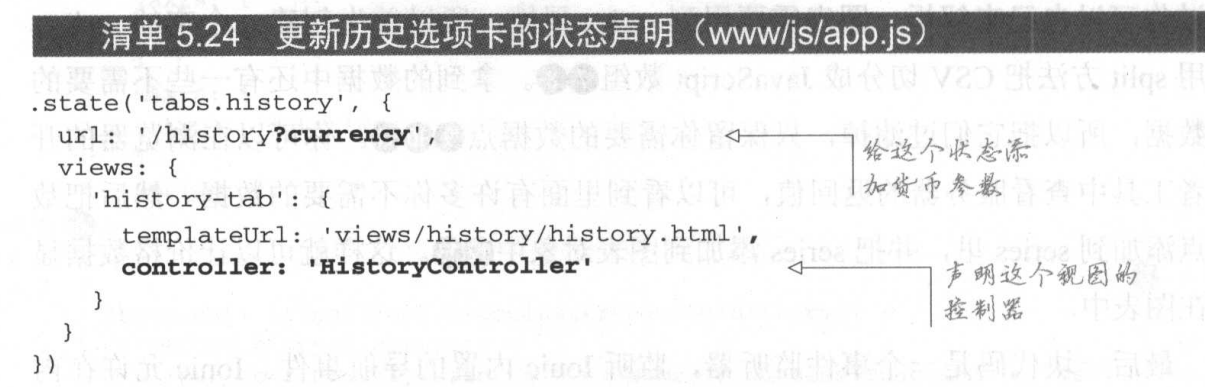 清单 5.24 更新历史选项卡的状态声明（www/js/app.js）
.state('tabs.history', {
url: '/history?currency',
给这个状态添
加货币参数
views: {
'history-tab': {
templateUrl: 'views/history/history.html',
controller: 'HistoryController'
声明这个视图的
控制器
}
}
})